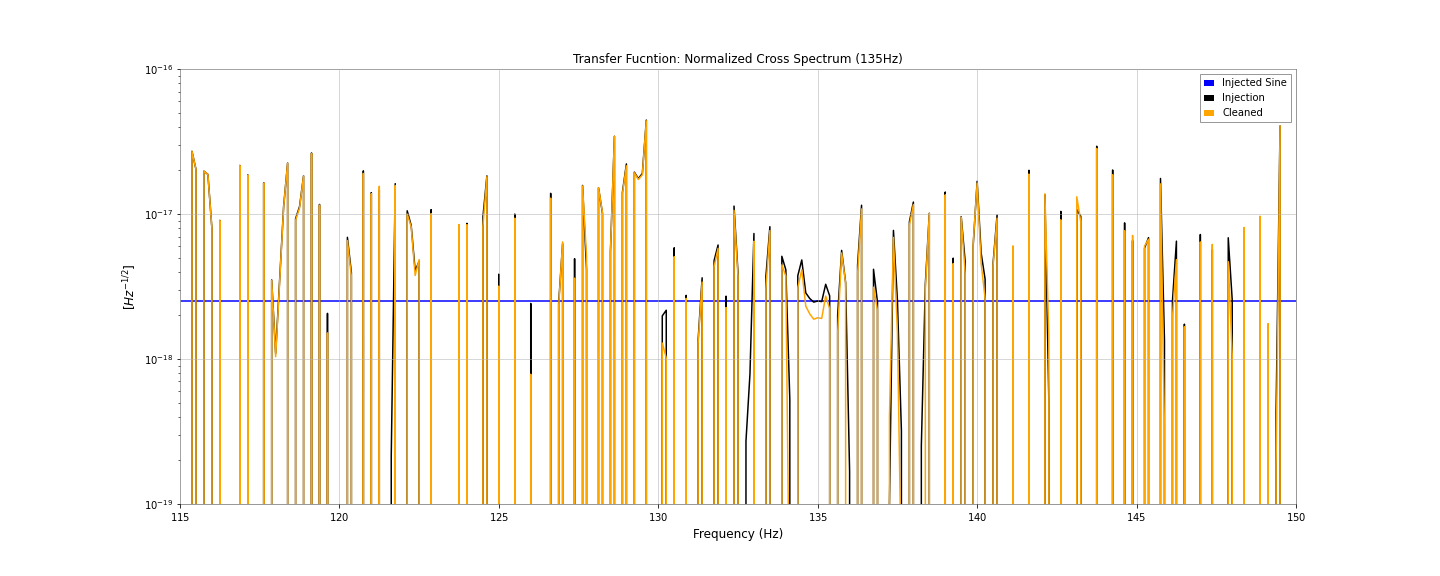 Transfer Fucntion: Normalized Cross Spectrum (135Hz)
Injected Sine
Injection
Cleaned
10⁻¹⁶
10⁻¹⁷
10⁻¹⁸
10⁻¹⁹
[Hz⁻¹/²]
115 120 125 130 135 140 145 150
Frequency (Hz)